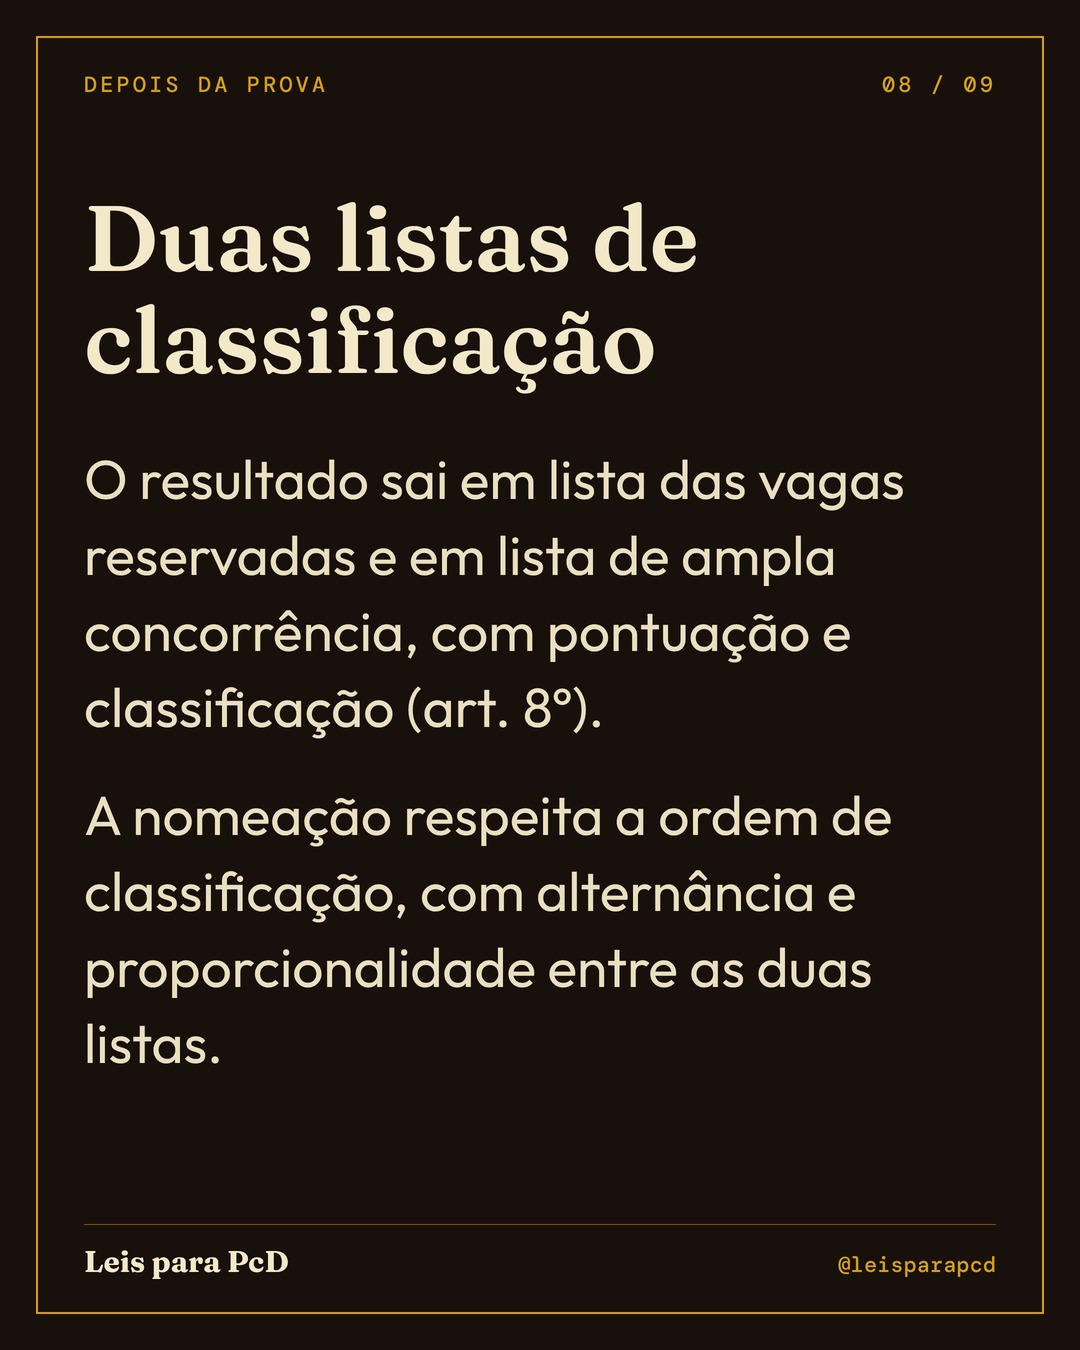 DEPOIS DA PROVA
08 / 09
Duas listas de
classificação
O resultado sai em lista das vagas
reservadas e em lista de ampla
concorrência, com pontuação e
classificação (art. 8º).
A nomeação respeita a ordem de
classificação, com alternância e
proporcionalidade entre as duas
listas.
Leis para PcD
@leisparapcd